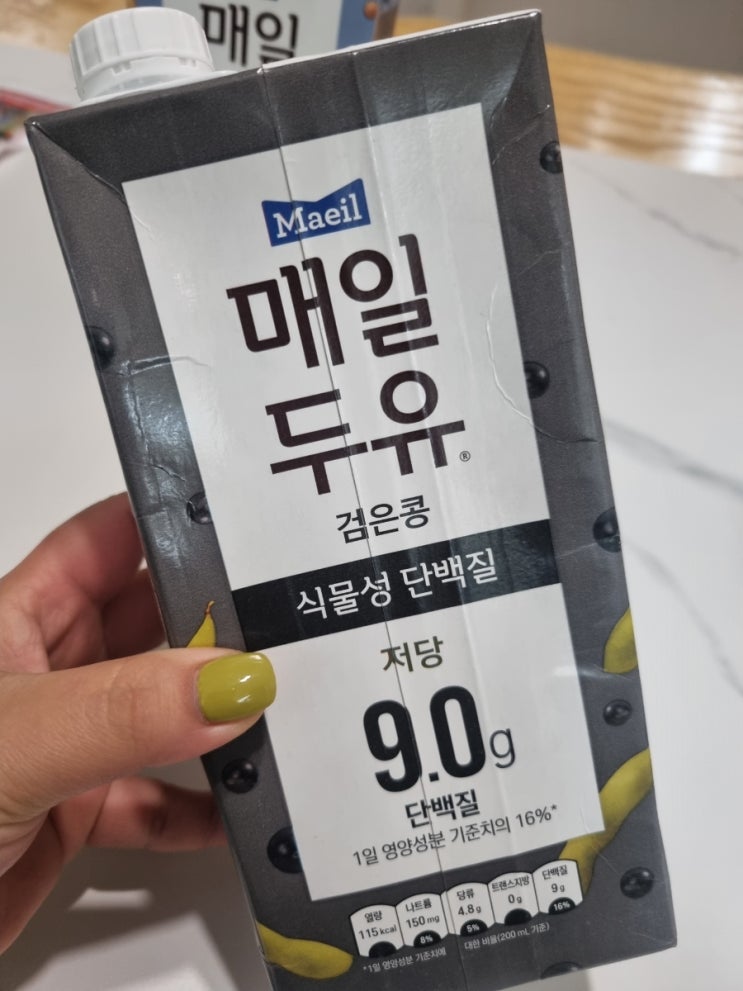 매일
Maeil
매일
두유®
검은콩
식물성 단백질
저당
9.0g
단백질
1일 영양성분 기준치의 16%*
열량 나트륨 당류 트랜스지방 단백질
115 kcal 150 mg 4.8 g 0 g 9 g
8% 5% 16%
*1일 영양성분 기준치에 대한 비율(200 mL 기준)